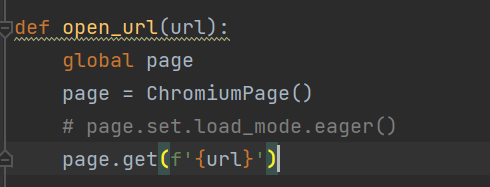 def open_url(url):
    global page
    page = ChromiumPage()
    # page.set.load_mode.eager()
    page.get(f'{url}')